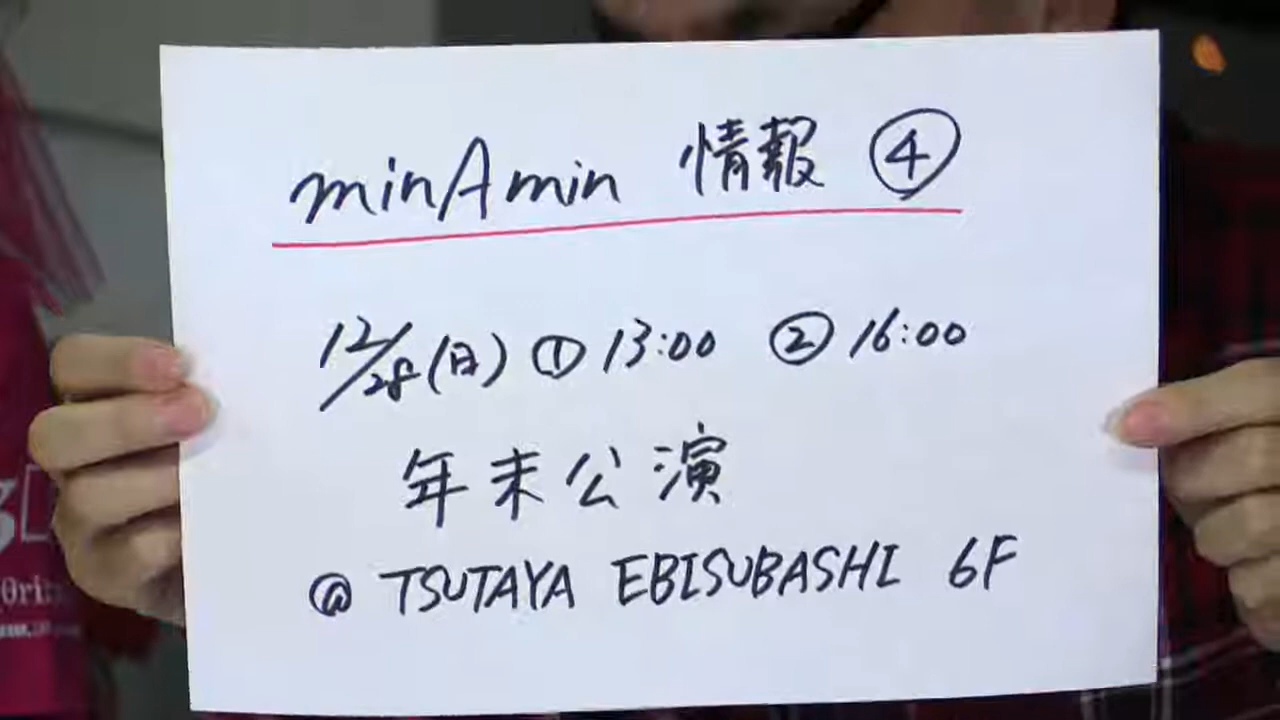 minAmin 情報 ④
12/28(日) ① 13:00 ② 16:00
年末公演
@ TSUTAYA EBISUBASHI 6F